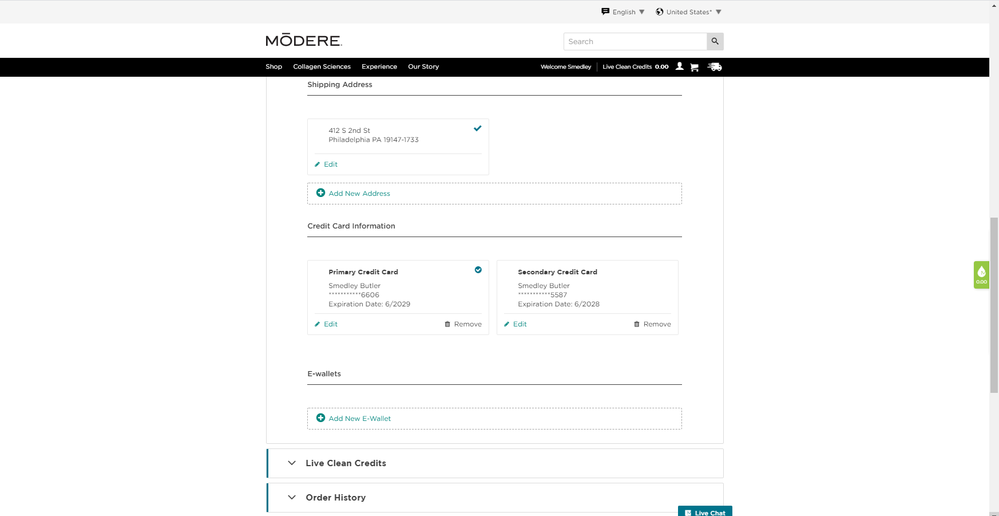 English
United States*
MŌDERE.
Search
Shop Collagen Sciences Experience Our Story Welcome Smedley Live Clean Credits 0.00
Shipping Address
412 S 2nd St
Philadelphia PA 19147-1733
Edit
Add New Address
Credit Card Information
Primary Credit Card
Smedley Butler
***********6606
Expiration Date: 6/2029
Edit Remove
Secondary Credit Card
Smedley Butler
***********5587
Expiration Date: 6/2028
Edit Remove
0.00
E-wallets
Add New E-Wallet
Live Clean Credits
Order History
Live Chat